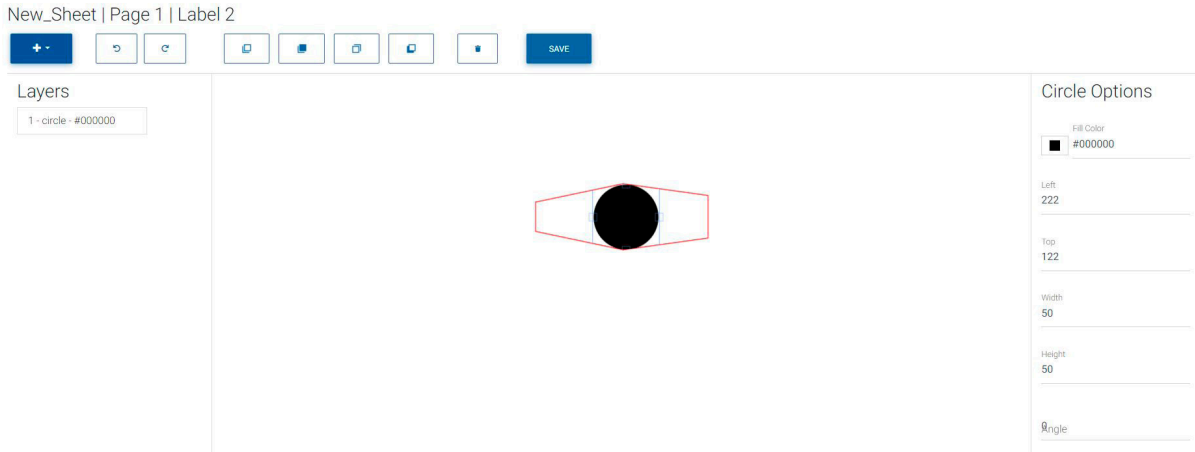 New_Sheet | Page 1 | Label 2
SAVE
Layers
1 - circle - #000000
Circle Options
Fill Color
#000000
Left
222
Top
122
Width
50
Height
50
0
Angle